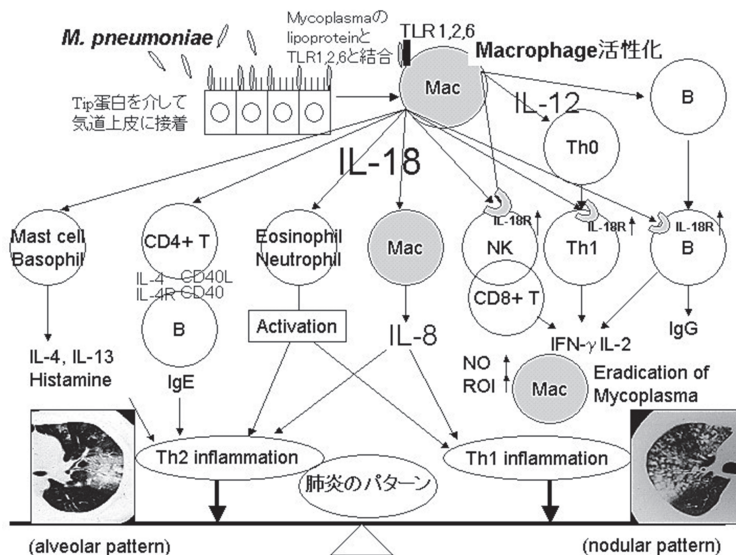 M. pneumoniae
Mycoplasmaの
lipoproteinと
TLR1,2,6と結合
TLR1,2,6
Mac
Macrophage活性化
Tip蛋白を介して
気道上皮に接着
IL-12
B
Th0
IL-18
Mast cell
Basophil
CD4+ T
IL-4
CD40L
IL-4R
CD40
B
Eosinophil
Neutrophil
Mac
IL-18R
NK
CD8+ T
IL-18R
Th1
IL-18R
B
IL-4, IL-13
Histamine
IgE
Activation
IL-8
IFN-γ IL-2
IgG
NO
ROI
Mac
Eradication of
Mycoplasma
Th2 inflammation
肺炎のパターン
Th1 inflammation
(alveolar pattern)
(nodular pattern)